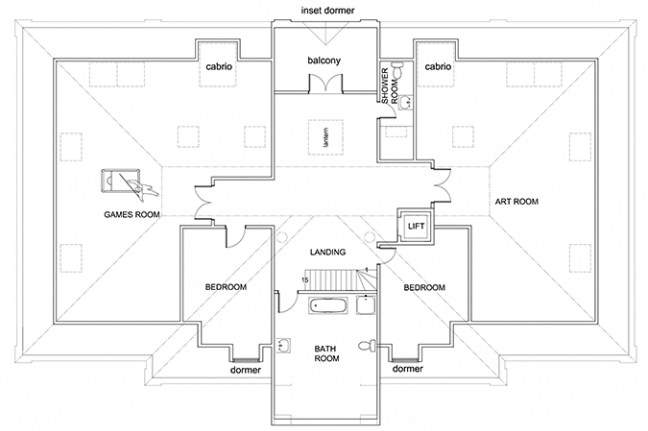 inset dormer
cabrio
balcony
SHOWER
ROOM
cabrio
lantern
GAMES ROOM
ART ROOM
LIFT
LANDING
BEDROOM
15
1
BEDROOM
BATH
ROOM
dormer
dormer